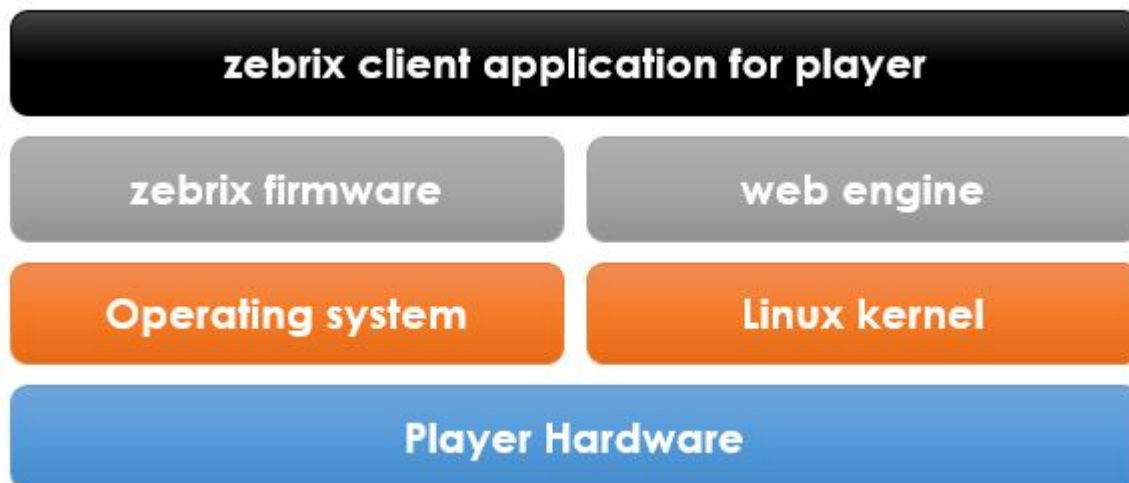 zebrix client application for player
zebrix firmware
web engine
Operating system
Linux kernel
Player Hardware